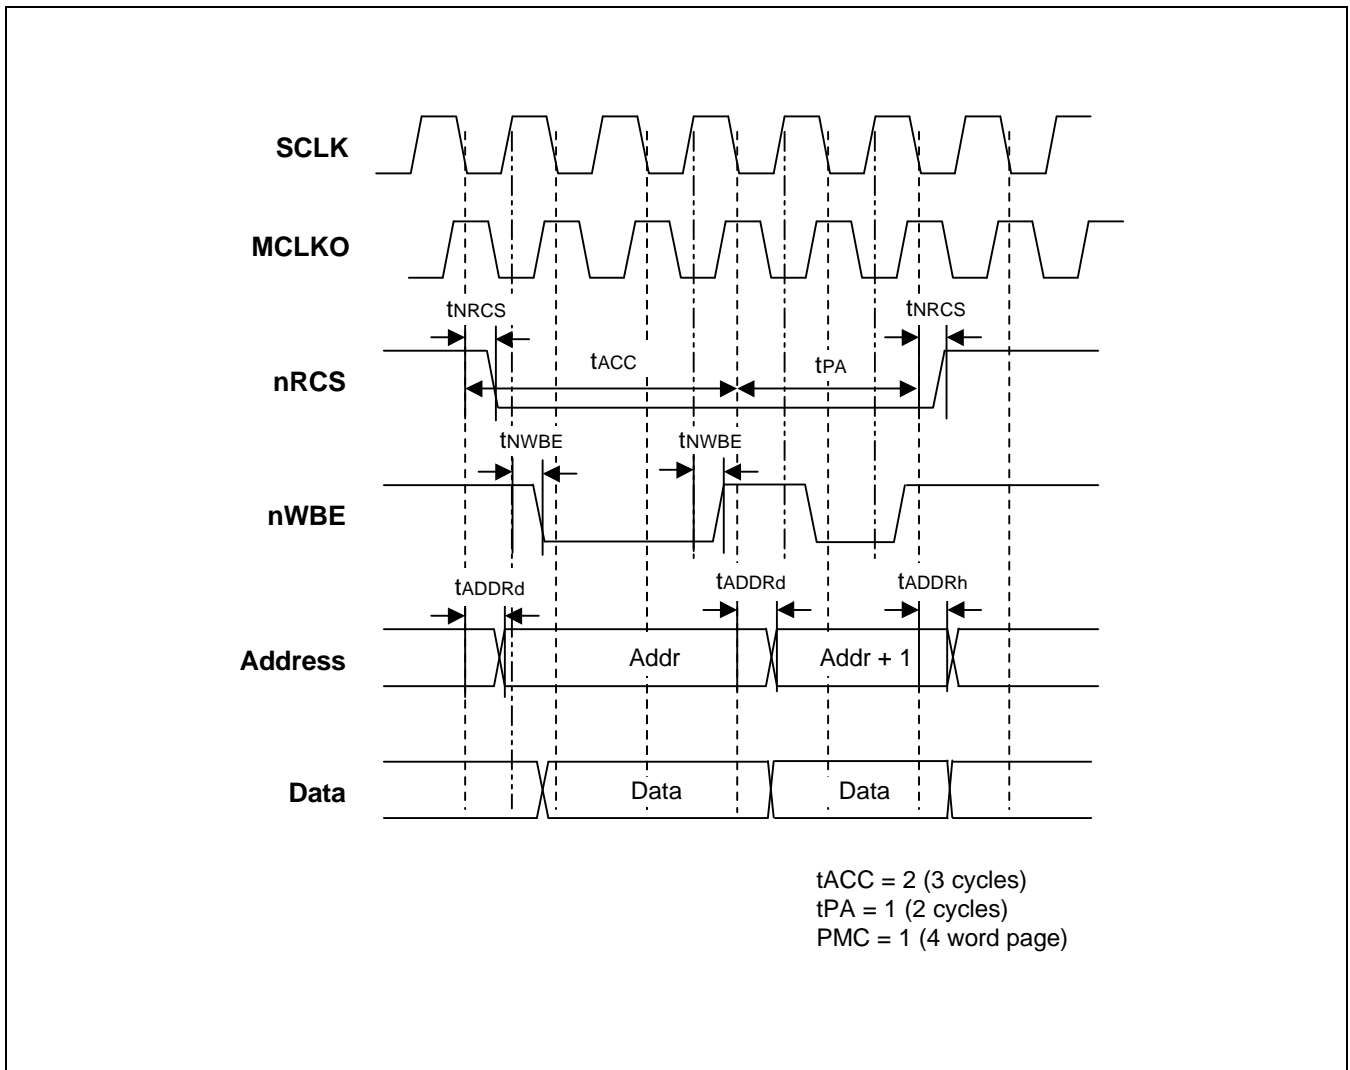 SCLK
MCLKO
tNRCS
tNRCS
tACC
tPA
nRCS
tNWBE
tNWBE
nWBE
tADDRd
tADDRd
tADDRh
Address
Addr
Addr + 1
Data
Data
Data
tACC = 2 (3 cycles)
tPA = 1 (2 cycles)
PMC = 1 (4 word page)